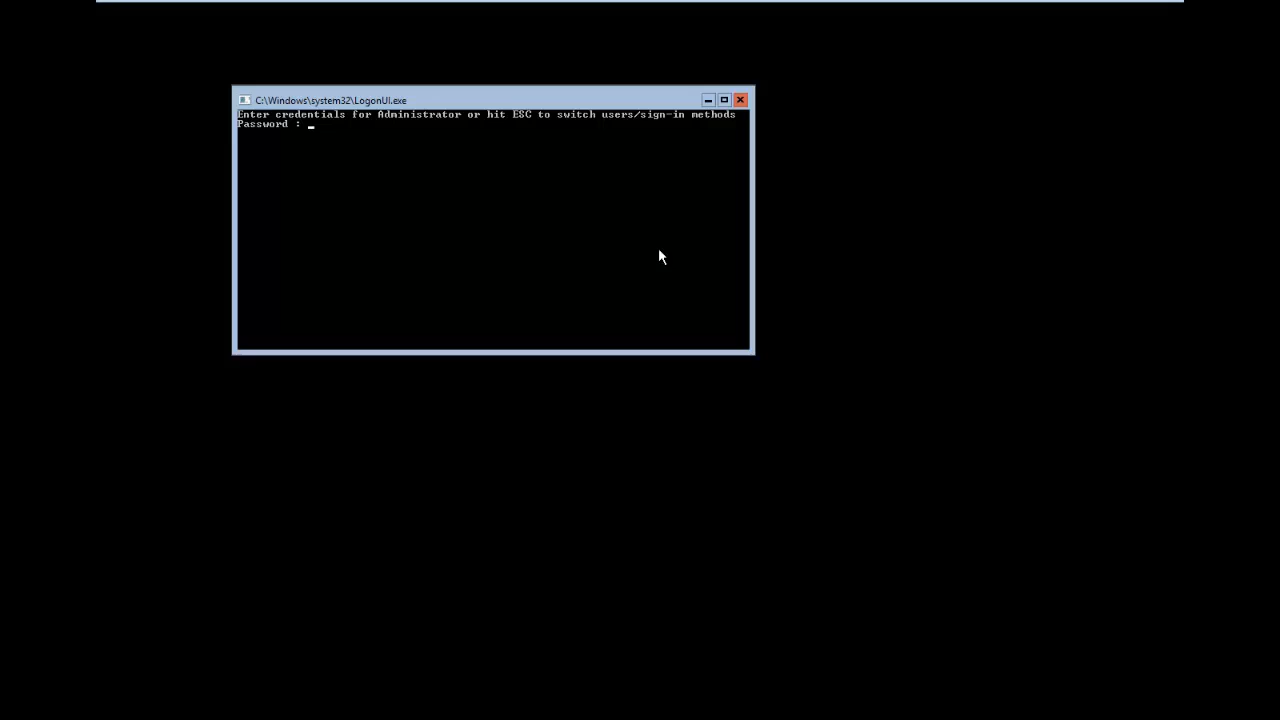 C:\Windows\system32\LogonUI.exe
Enter credentials for Administrator or hit ESC to switch users/sign-in methods
Password : _